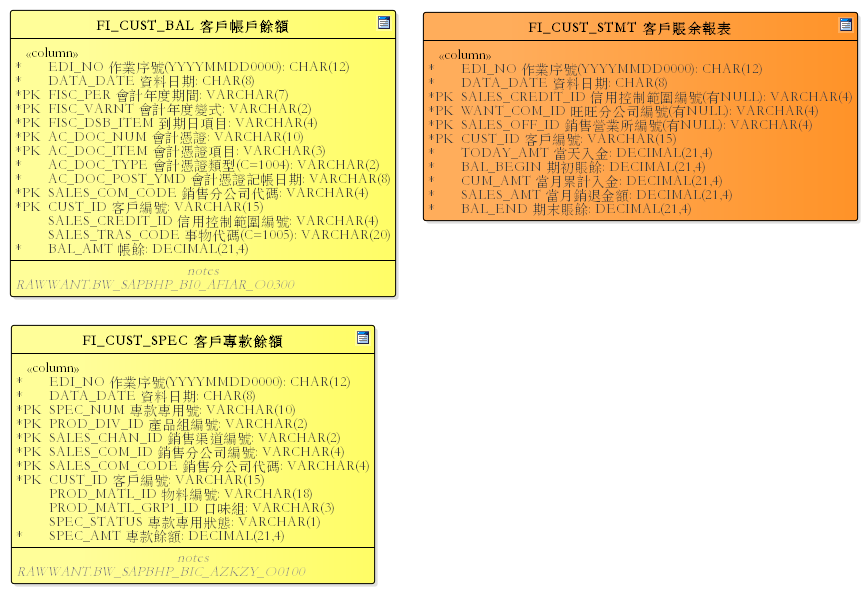 FI_CUST_BAL 客戶帳戶餘額
«column»
* EDI_NO 作業序號(YYYYMMDD0000): CHAR(12)
* DATA_DATE 資料日期: CHAR(8)
*PK FISC_PER 會計年度期間: VARCHAR(7)
*PK FISC_VARNT 會計年度變式: VARCHAR(2)
*PK FISC_DSB_ITEM 到期日項目: VARCHAR(4)
*PK AC_DOC_NUM 會計憑證: VARCHAR(10)
*PK AC_DOC_ITEM 會計憑證項目: VARCHAR(3)
* AC_DOC_TYPE 會計憑證類型(C=1004): VARCHAR(2)
* AC_DOC_POST_YMD 會計憑證記帳日期: VARCHAR(8)
*PK SALES_COM_CODE 銷售分公司代碼: VARCHAR(4)
*PK CUST_ID 客戶編號: VARCHAR(15)
SALES_CREDIT_ID 信用控制範圍編號: VARCHAR(4)
SALES_TRAS_CODE 事物代碼(C=1005): VARCHAR(20)
* BAL_AMT 帳餘: DECIMAL(21,4)
notes
RAWWANT.BW_SAPBHP_BI0_AFIAR_O0300
FI_CUST_STMT 客戶賬余報表
«column»
* EDI_NO 作業序號(YYYYMMDD0000): CHAR(12)
* DATA_DATE 資料日期: CHAR(8)
*PK SALES_CREDIT_ID 信用控制範圍編號(有NULL): VARCHAR(4)
*PK WANT_COM_ID 旺旺分公司編號(有NULL): VARCHAR(4)
*PK SALES_OFF_ID 銷售營業所編號(有NULL): VARCHAR(4)
*PK CUST_ID 客戶編號: VARCHAR(15)
* TODAY_AMT 當天入金: DECIMAL(21,4)
* BAL_BEGIN 期初賬餘: DECIMAL(21,4)
* CUM_AMT 當月累計入金: DECIMAL(21,4)
* SALES_AMT 當月銷退金額: DECIMAL(21,4)
* BAL_END 期末賬餘: DECIMAL(21,4)
FI_CUST_SPEC 客戶專款餘額
«column»
* EDI_NO 作業序號(YYYYMMDD0000): CHAR(12)
* DATA_DATE 資料日期: CHAR(8)
*PK SPEC_NUM 專款專用號: VARCHAR(10)
*PK PROD_DIV_ID 產品組編號: VARCHAR(2)
*PK SALES_CHAN_ID 銷售渠道編號: VARCHAR(2)
*PK SALES_COM_ID 銷售分公司編號: VARCHAR(4)
*PK SALES_COM_CODE 銷售分公司代碼: VARCHAR(4)
*PK CUST_ID 客戶編號: VARCHAR(15)
PROD_MATL_ID 物料編號: VARCHAR(18)
PROD_MATL_GRP1_ID 口味組: VARCHAR(3)
SPEC_STATUS 專款專用狀態: VARCHAR(1)
* SPEC_AMT 專款餘額: DECIMAL(21,4)
notes
RAWWANT.BW_SAPBHP_BIC_AZKZY_O0100